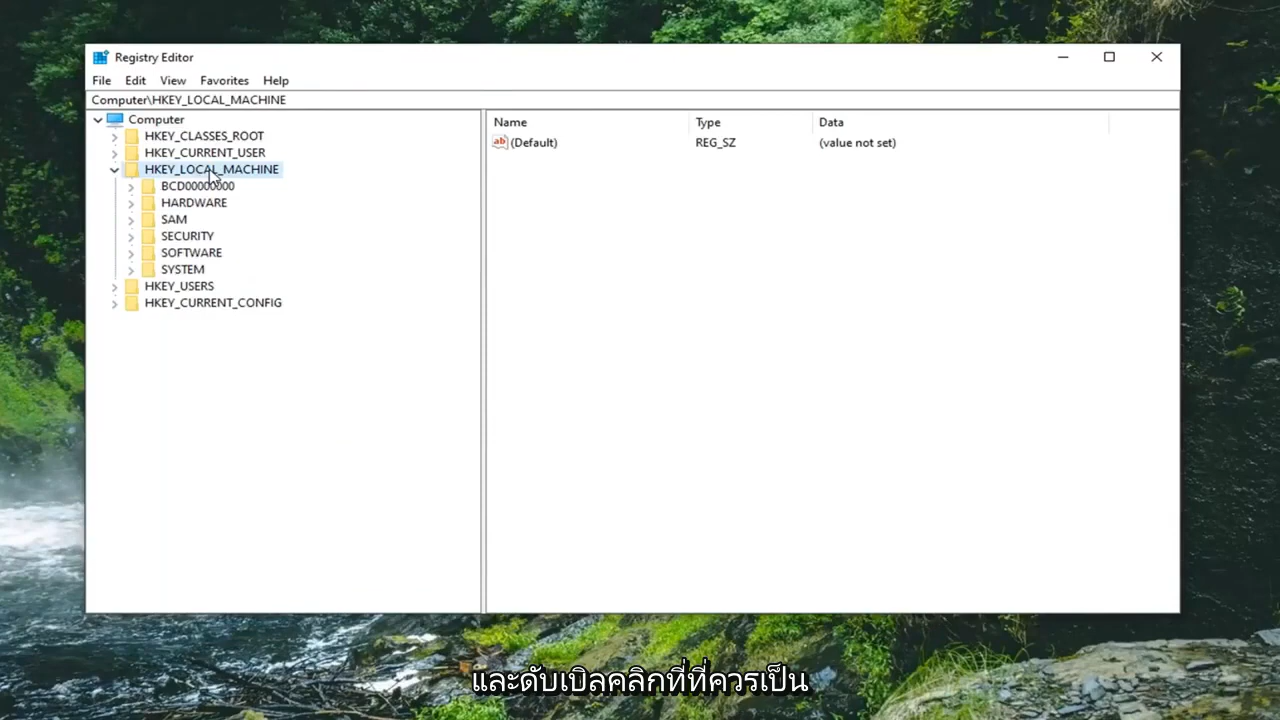 Registry Editor
File Edit View Favorites Help
Computer\HKEY_LOCAL_MACHINE
Computer
HKEY_CLASSES_ROOT
HKEY_CURRENT_USER
HKEY_LOCAL_MACHINE
BCD00000000
HARDWARE
SAM
SECURITY
SOFTWARE
SYSTEM
HKEY_USERS
HKEY_CURRENT_CONFIG
Name Type Data
ab (Default) REG_SZ (value not set)
และดับเบิลคลิกที่ที่ควรเป็น